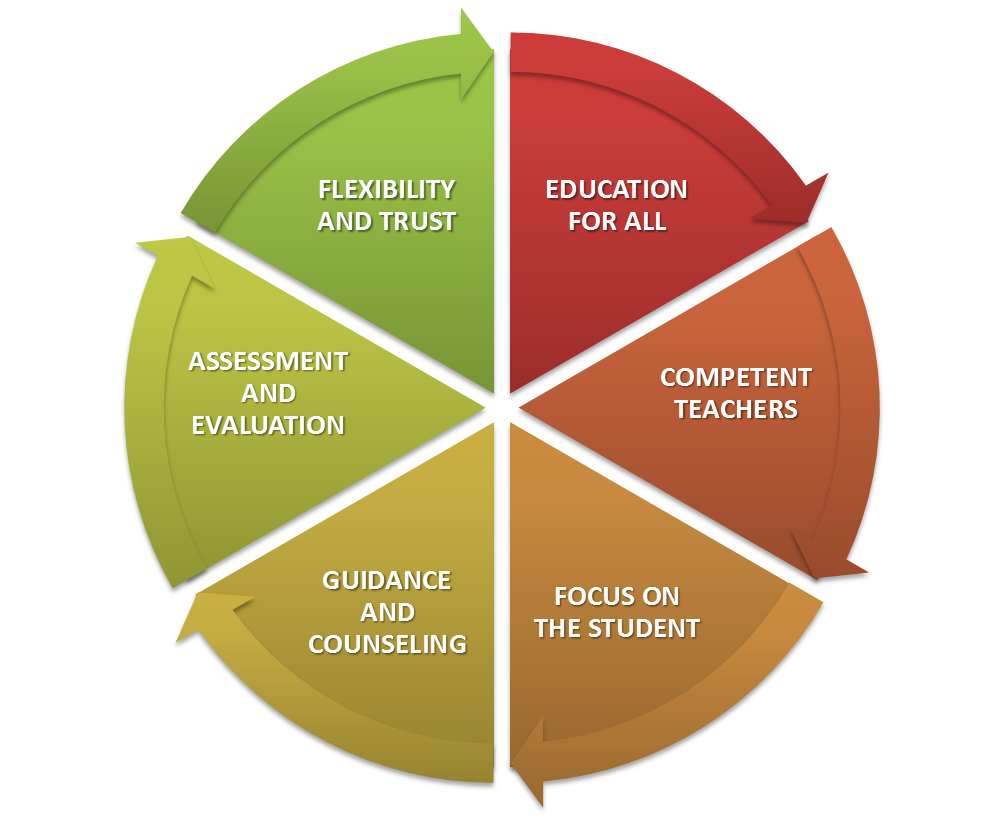 EDUCATION
FOR ALL
COMPETENT
TEACHERS
FOCUS ON
THE STUDENT
GUIDANCE
AND
COUNSELING
ASSESSMENT
AND
EVALUATION
FLEXIBILITY
AND TRUST